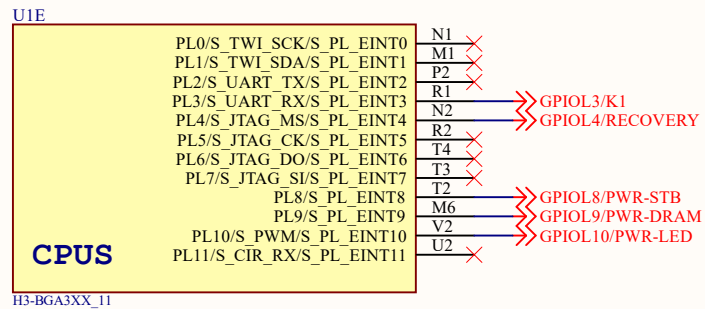 U1E
PL0/S_TWI_SCK/S_PL_EINT0 N1
PL1/S_TWI_SDA/S_PL_EINT1 M1
PL2/S_UART_TX/S_PL_EINT2 P2
PL3/S_UART_RX/S_PL_EINT3 R1 GPIOL3/K1
PL4/S_JTAG_MS/S_PL_EINT4 N2 GPIOL4/RECOVERY
PL5/S_JTAG_CK/S_PL_EINT5 R2
PL6/S_JTAG_DO/S_PL_EINT6 T4
PL7/S_JTAG_SI/S_PL_EINT7 T3
PL8/S_PL_EINT8 T2 GPIOL8/PWR-STB
PL9/S_PL_EINT9 M6 GPIOL9/PWR-DRAM
PL10/S_PWM/S_PL_EINT10 V2 GPIOL10/PWR-LED
CPUS PL11/S_CIR_RX/S_PL_EINT11 U2
H3-BGA3XX_11